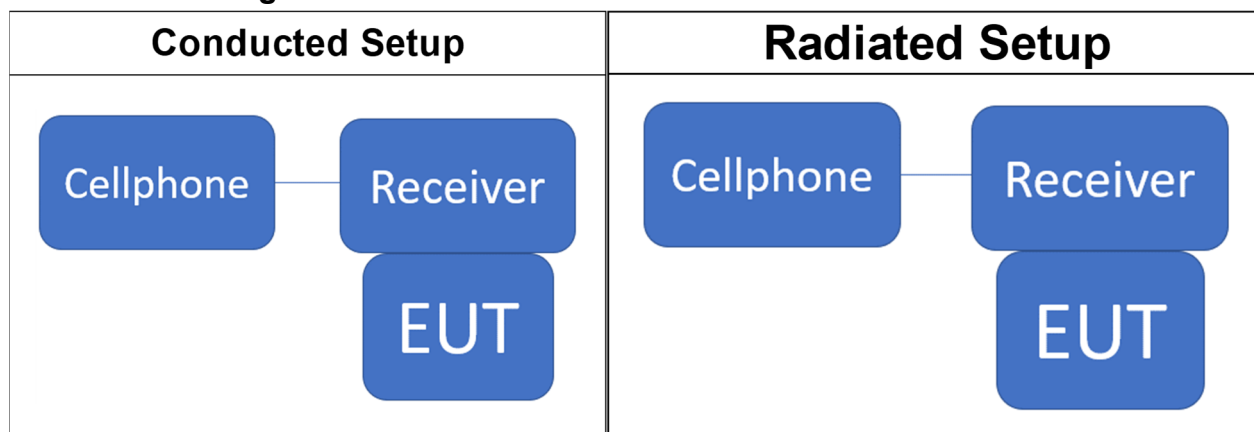 Conducted Setup
Radiated Setup
Cellphone
Receiver
EUT
Cellphone
Receiver
EUT